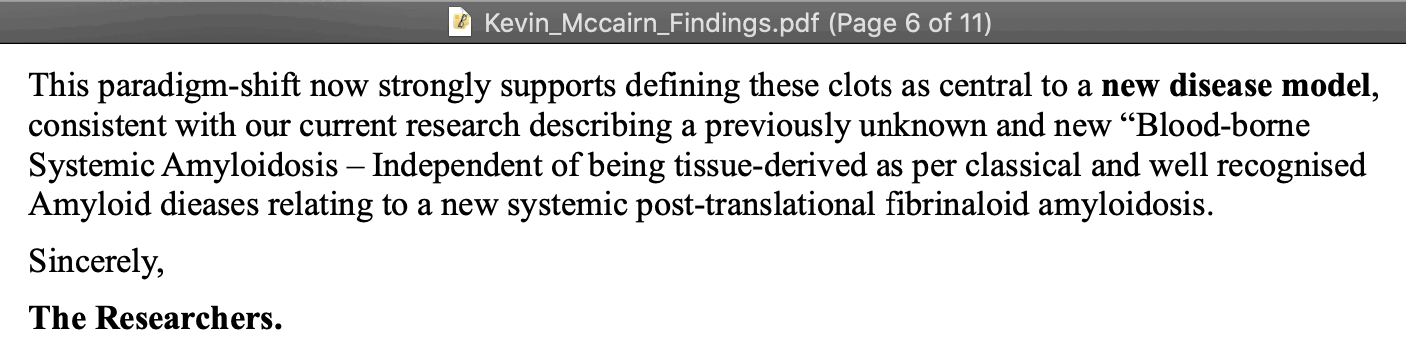 Kevin_Mccairn_Findings.pdf (Page 6 of 11)
This paradigm-shift now strongly supports defining these clots as central to a new disease model,
consistent with our current research describing a previously unknown and new “Blood-borne
Systemic Amyloidosis – Independent of being tissue-derived as per classical and well recognised
Amyloid dieases relating to a new systemic post-translational fibrinaloid amyloidosis.
Sincerely,
The Researchers.